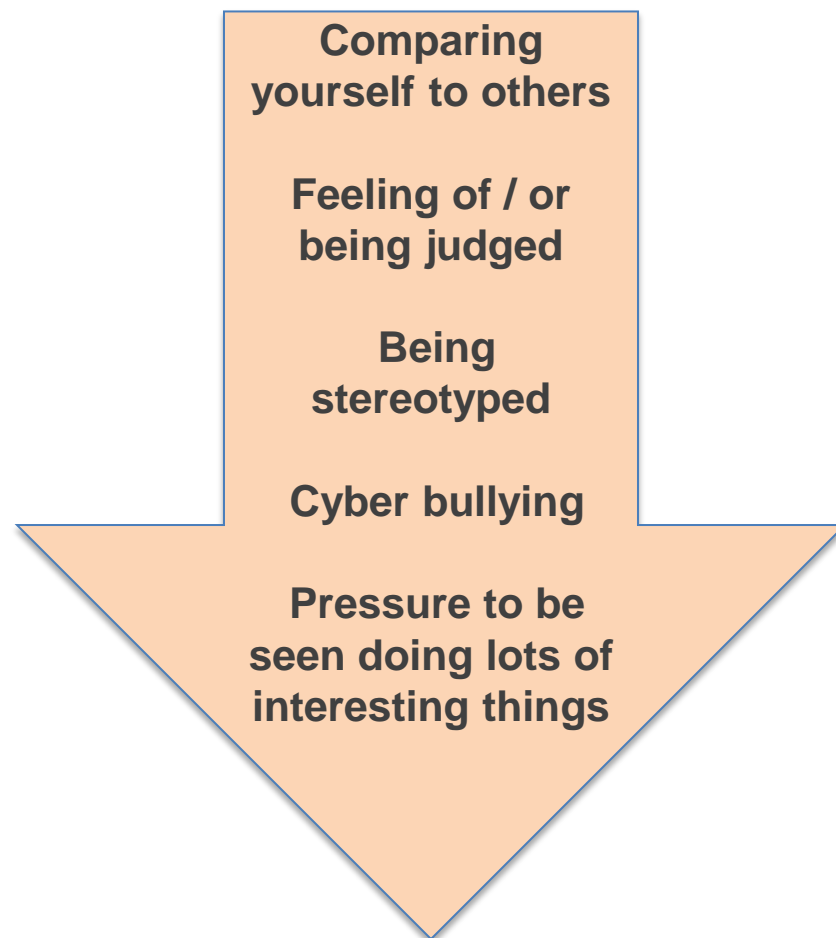 Comparing
yourself to others
Feeling of / or
being judged
Being
stereotyped
Cyber bullying
Pressure to be
seen doing lots of
interesting things